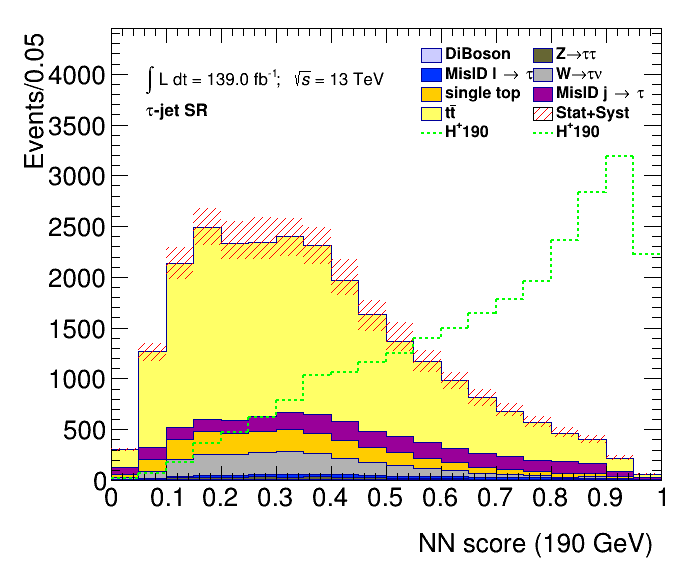 Events/0.05
∫ L dt = 139.0 fb⁻¹; √s = 13 TeV
τ-jet SR
DiBoson
Z→ττ
MisID l → τ
W→τν
single top
MisID j → τ
tt̄
Stat+Syst
H⁺190
H⁺190
4000
3500
3000
2500
2000
1500
1000
500
0
0 0.1 0.2 0.3 0.4 0.5 0.6 0.7 0.8 0.9 1
NN score (190 GeV)